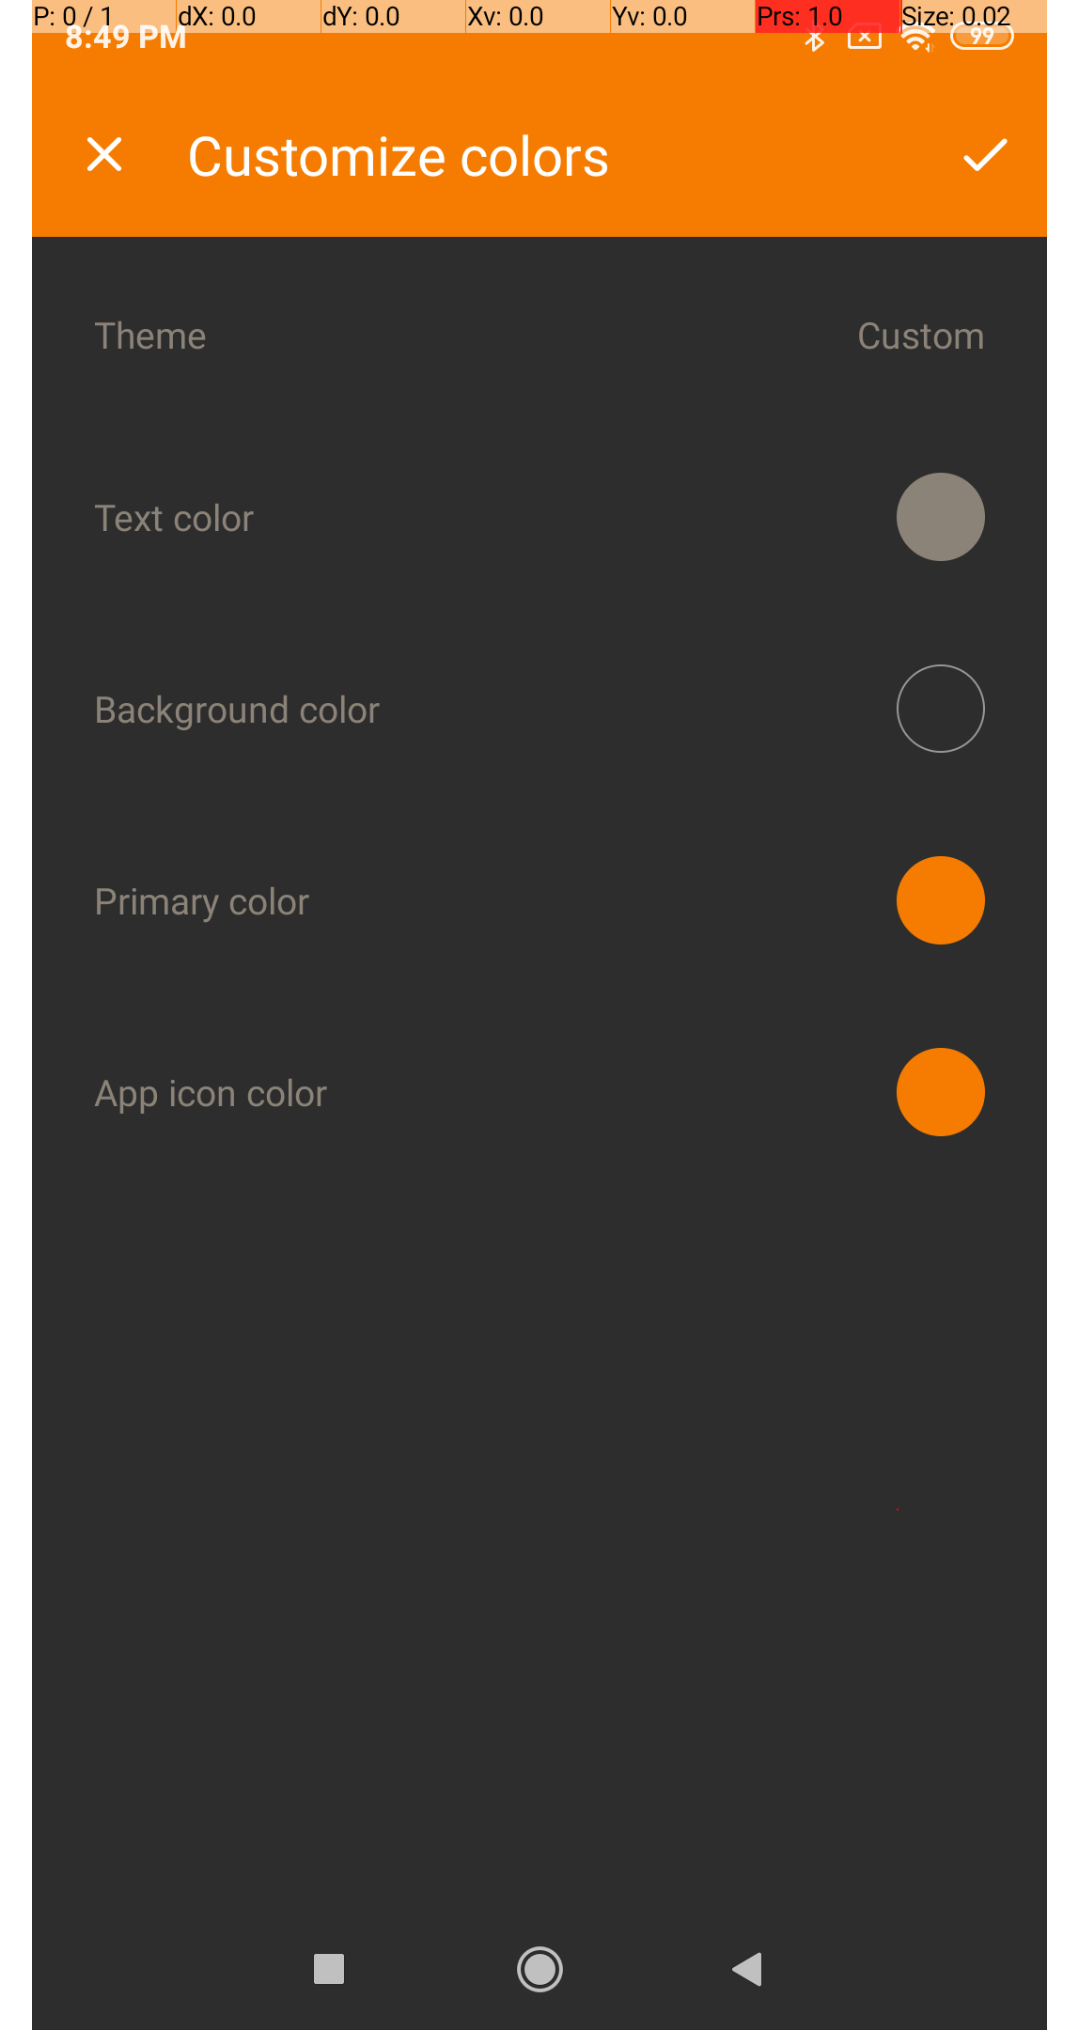 P: 0 / 1 dX: 0.0 dY: 0.0 Xv: 0.0 Yv: 0.0 Prs: 1.0 Size: 0.02
8:49 PM 99
Customize colors
Theme Custom
Text color
Background color
Primary color
App icon color